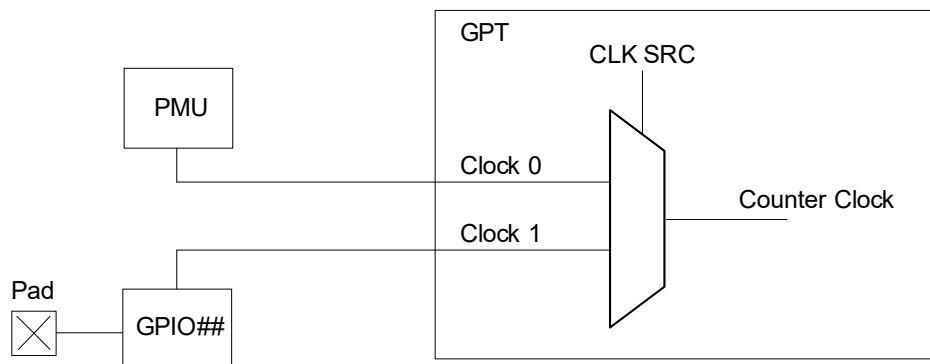 GPT
CLK SRC
PMU
Clock 0
Counter Clock
Clock 1
Pad
GPIO##